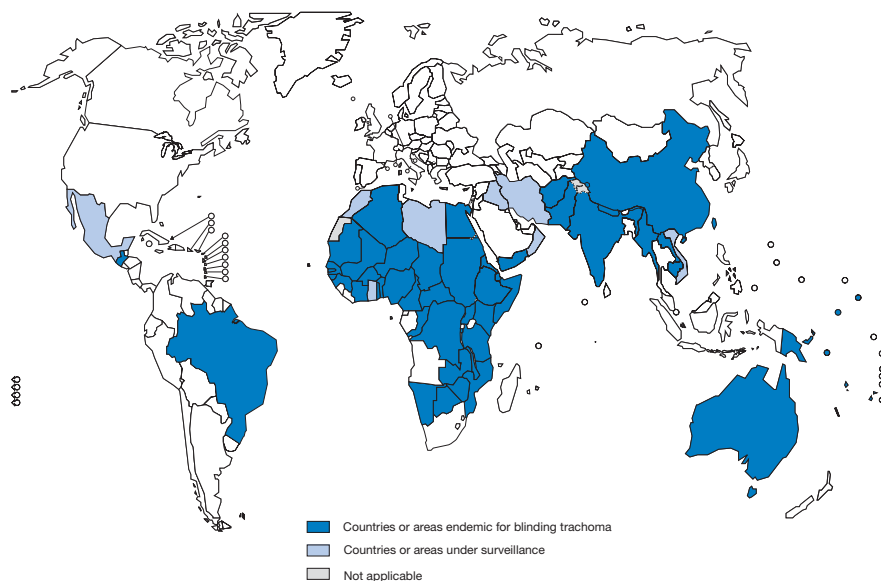 Countries or areas endemic for blinding trachoma
Countries or areas under surveillance
Not applicable